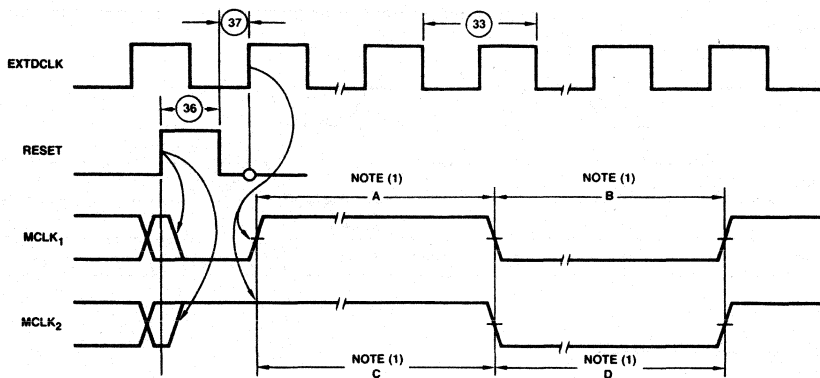 37
33
EXTDCLK
36
RESET
NOTE (1)
A
NOTE (1)
B
MCLK1
MCLK2
NOTE (1)
C
NOTE (1)
D